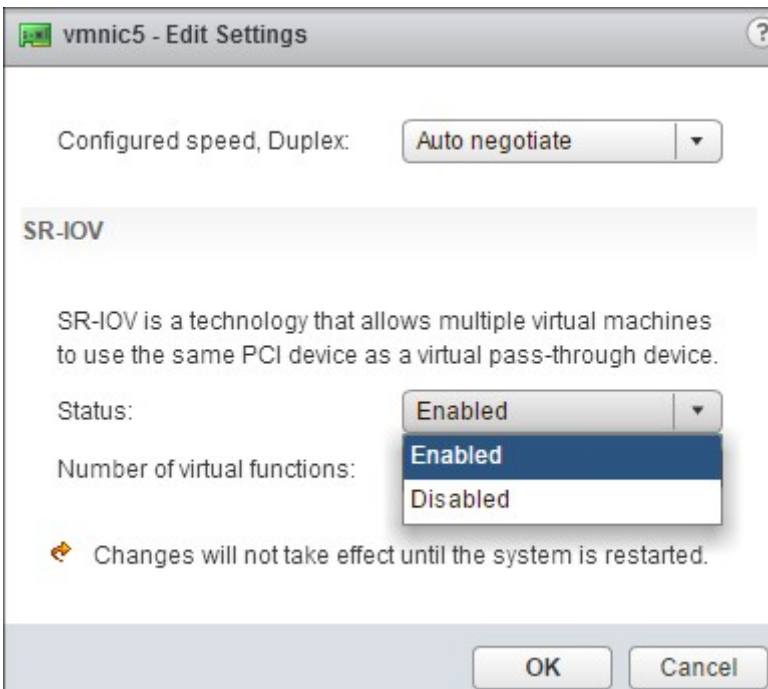 vmnic5 - Edit Settings
?
Configured speed, Duplex: Auto negotiate
SR-IOV
SR-IOV is a technology that allows multiple virtual machines
to use the same PCI device as a virtual pass-through device.
Status: Enabled
Enabled
Number of virtual functions:
Disabled
Changes will not take effect until the system is restarted.
OK Cancel